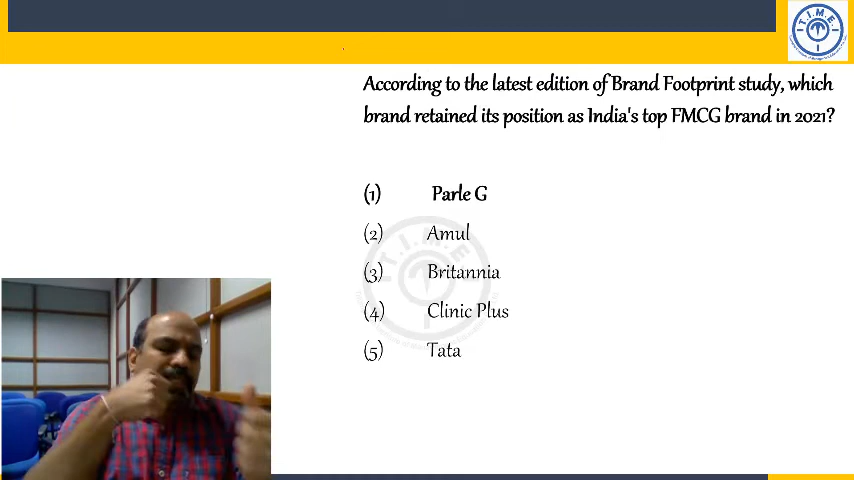 T.I.M.E.
According to the latest edition of Brand Footprint study, which
brand retained its position as India's top FMCG brand in 2021?
(1) Parle G
(2) Amul
(3) Britannia
(4) Clinic Plus
(5) Tata
T.I.M.E.